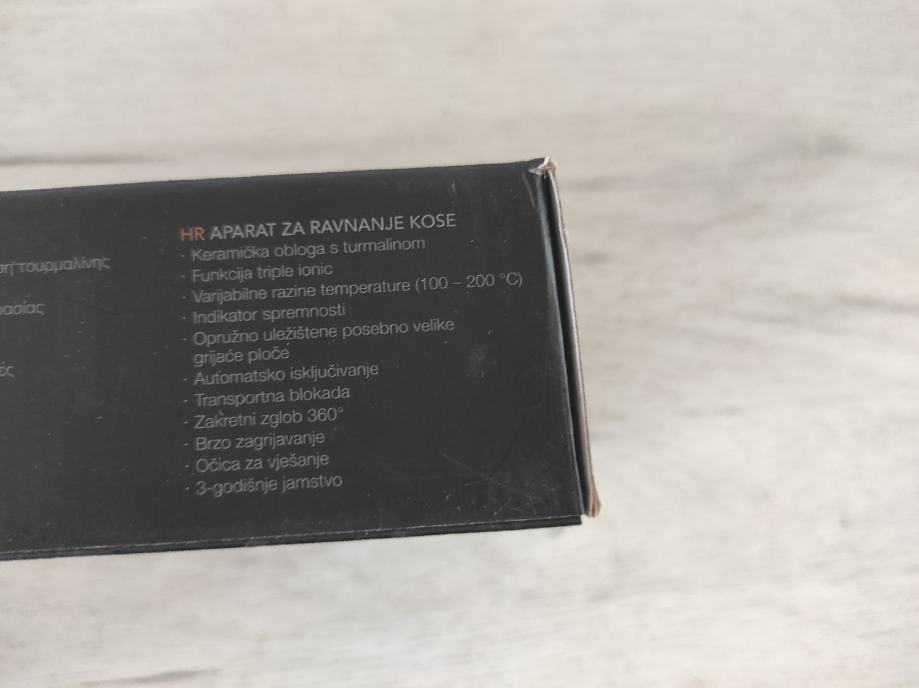 τουρμαλίνης
HR APARAT ZA RAVNANJE KOSE
- Keramička obloga s turmalinom
- Funkcija triple ionic
- Varijabilne razine temperature (100 – 200 °C)
- Indikator spremnosti
- Opružno uležištene posebno velike
grijaće ploče
- Automatsko isključivanje
- Transportna blokada
- Zakretni zglob 360°
- Brzo zagrijavanje
- Očica za vješanje
- 3-godišnje jamstvo